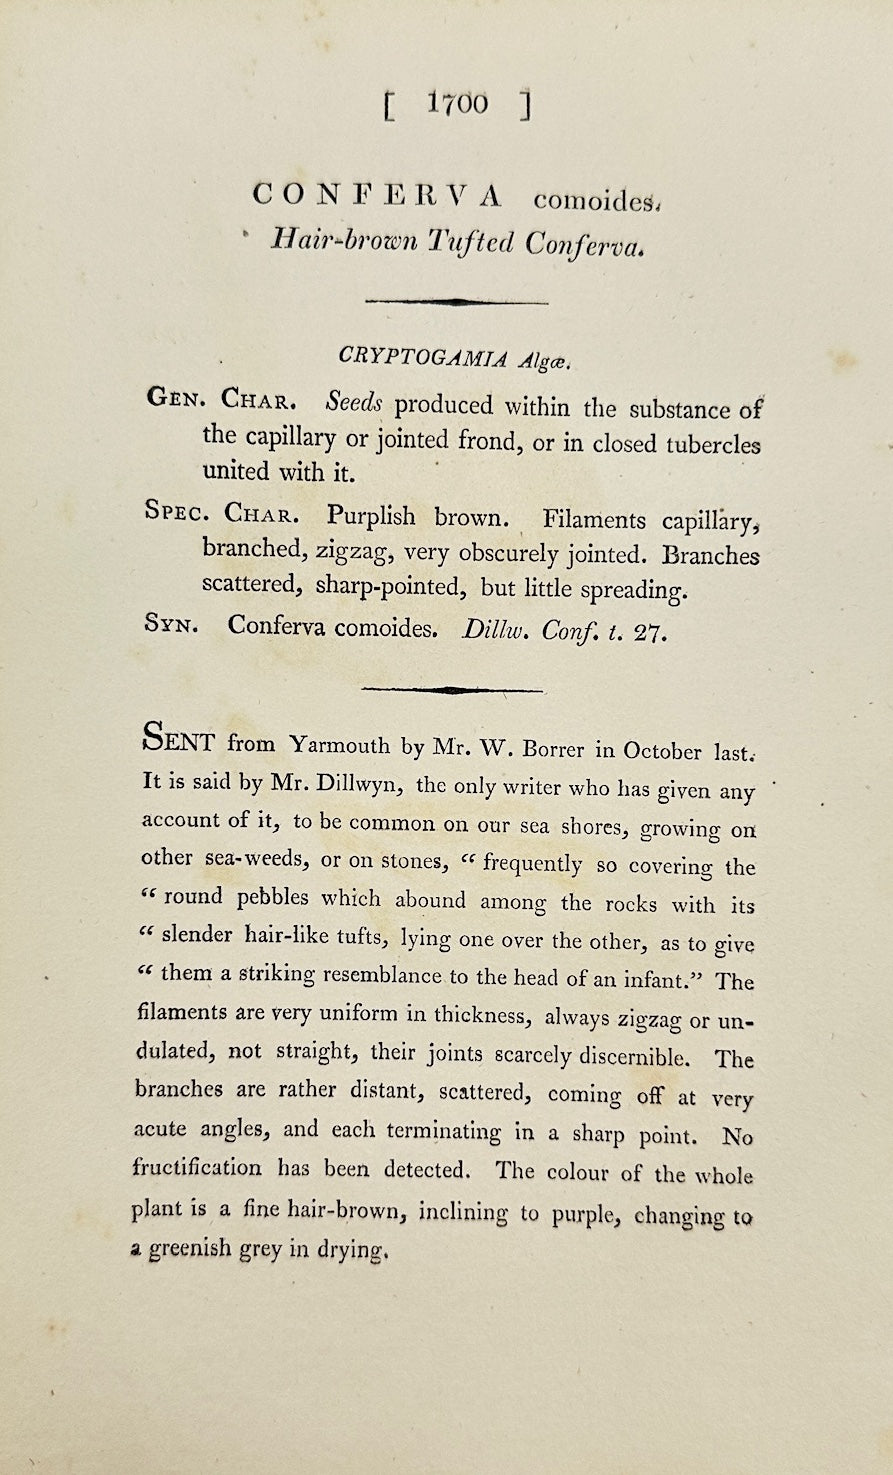 [ 1700 ]
CONFERVA comoides.
Hair-brown Tufted Conferva.
CRYPTOGAMIA Algæ.
GEN. CHAR. Seeds produced within the substance of
the capillary or jointed frond, or in closed tubercles
united with it.
SPEC. CHAR. Purplish brown. Filaments capillary,
branched, zigzag, very obscurely jointed. Branches
scattered, sharp-pointed, but little spreading.
SYN. Conferva comoides. Dillw. Conf. t. 27.
SENT from Yarmouth by Mr. W. Borrer in October last.
It is said by Mr. Dillwyn, the only writer who has given any
account of it, to be common on our sea shores, growing on
other sea-weeds, or on stones, “ frequently so covering the
“ round pebbles which abound among the rocks with its
“ slender hair-like tufts, lying one over the other, as to give
“ them a striking resemblance to the head of an infant.” The
filaments are very uniform in thickness, always zigzag or un-
dulated, not straight, their joints scarcely discernible. The
branches are rather distant, scattered, coming off at very
acute angles, and each terminating in a sharp point. No
fructification has been detected. The colour of the whole
plant is a fine hair-brown, inclining to purple, changing to
a greenish grey in drying.